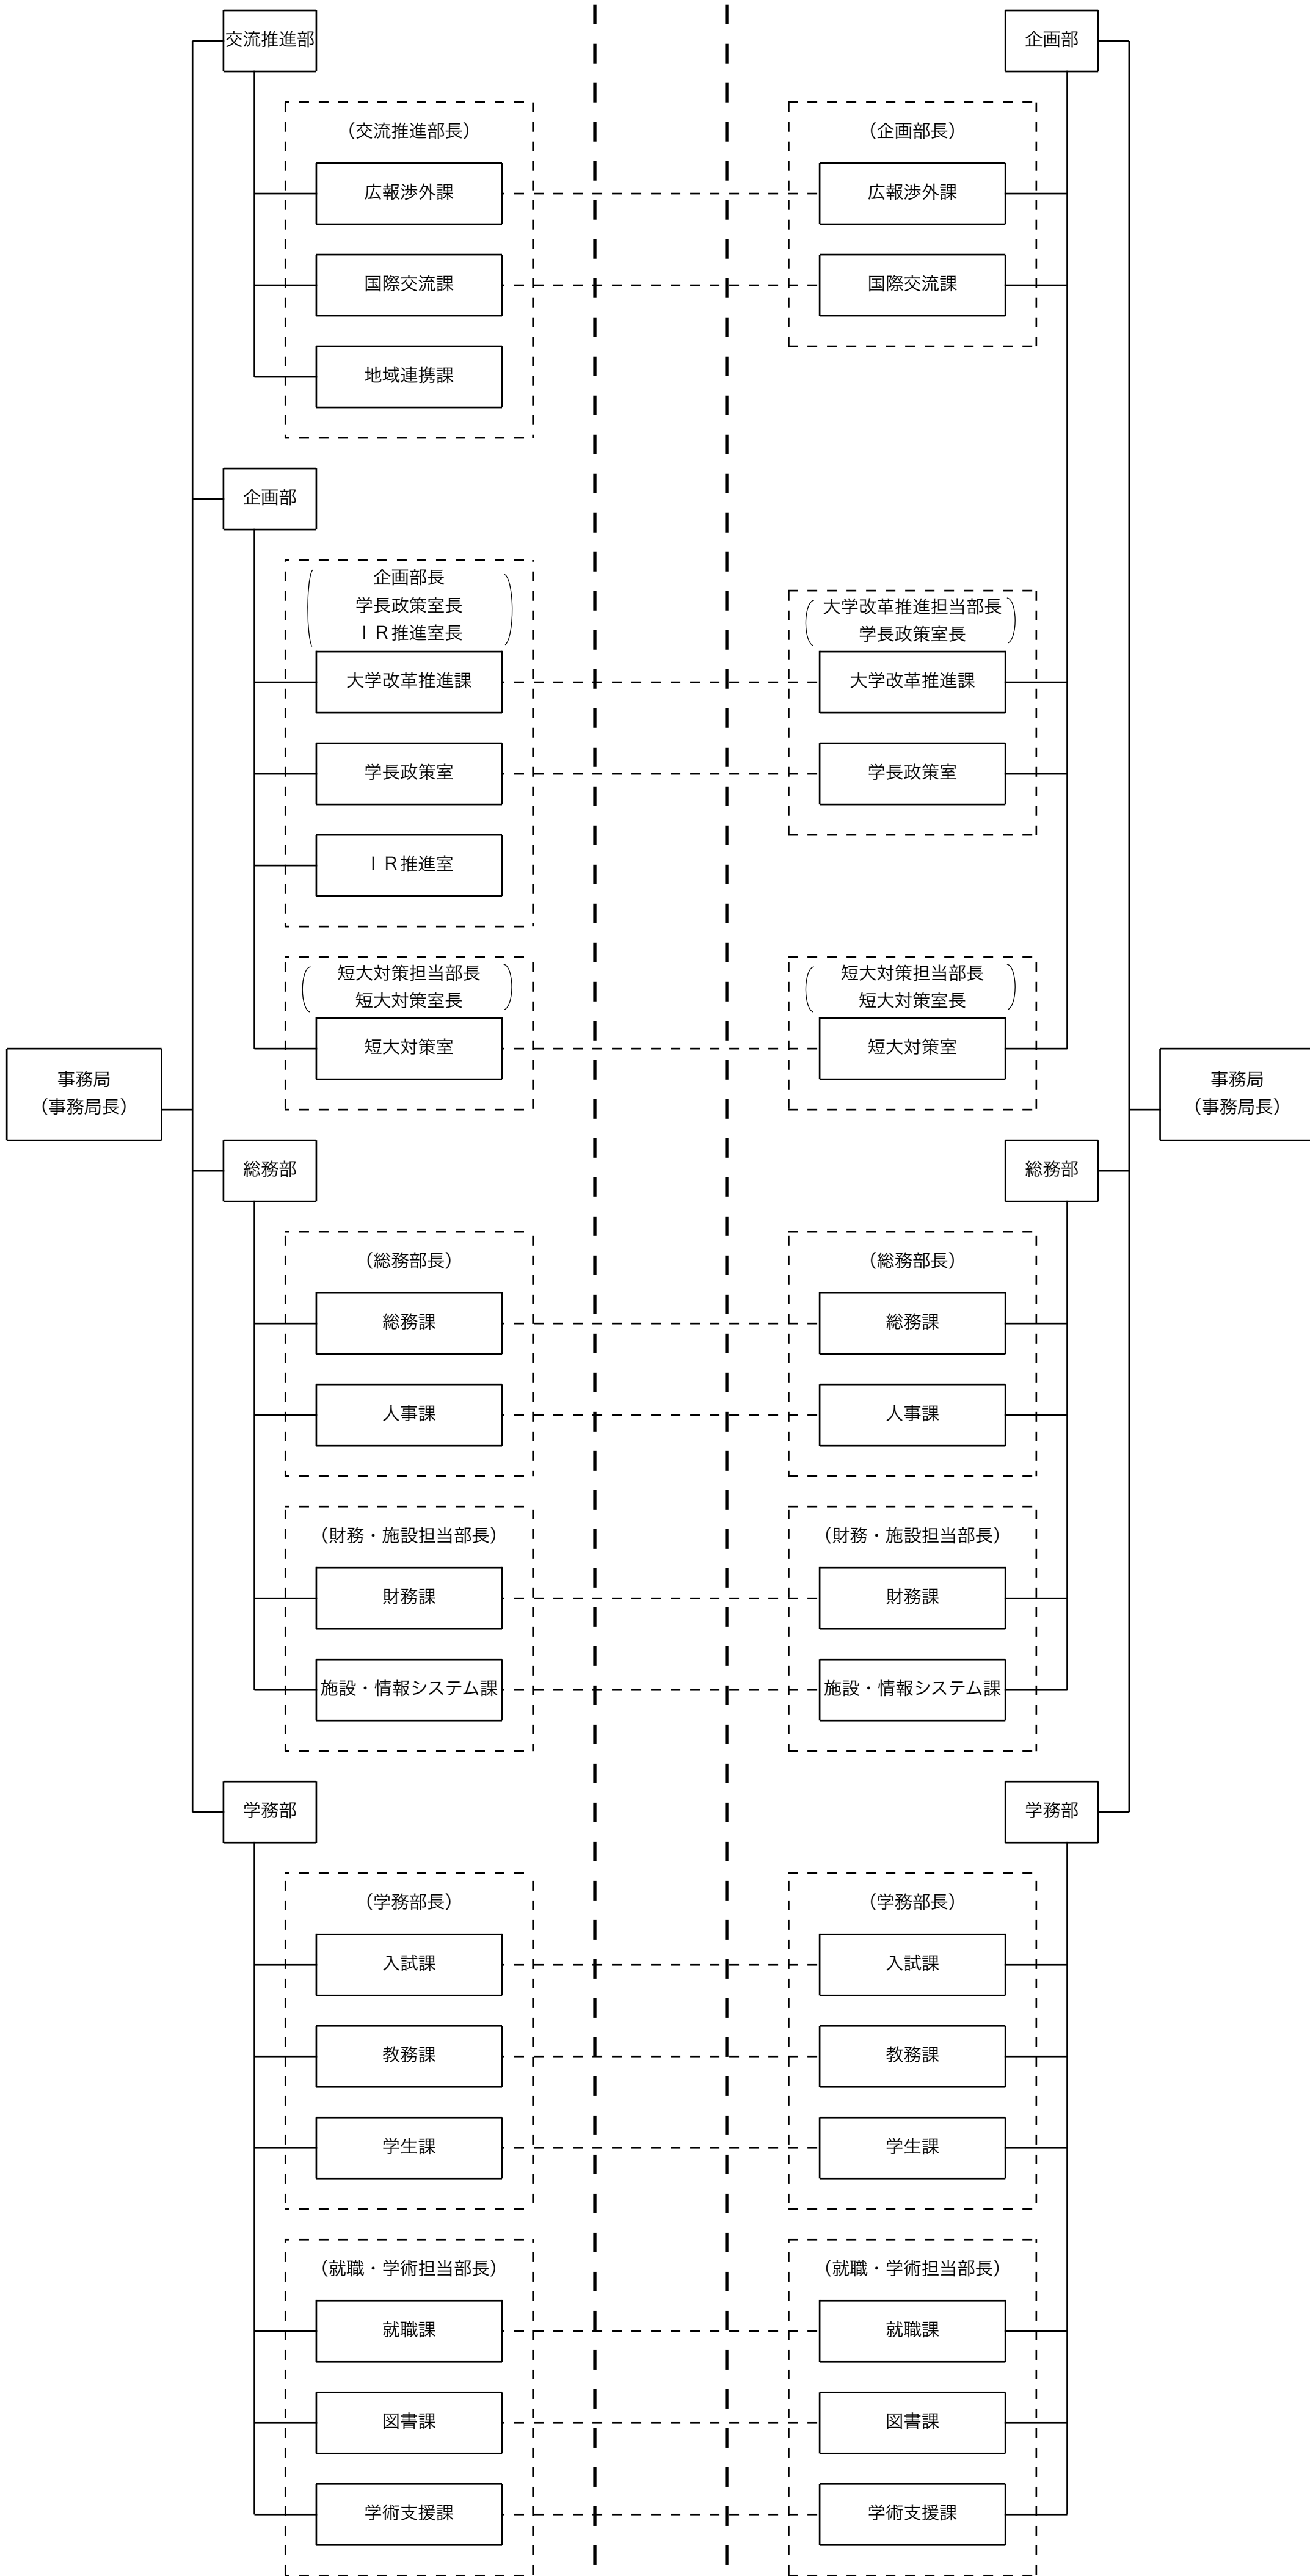 交流推進部
企画部
（交流推進部長）
（企画部長）
広報渉外課
広報渉外課
国際交流課
国際交流課
地域連携課
企画部
企画部長
学長政策室長
ＩＲ推進室長
大学改革推進担当部長
学長政策室長
大学改革推進課
大学改革推進課
学長政策室
学長政策室
ＩＲ推進室
短大対策担当部長
短大対策室長
短大対策担当部長
短大対策室長
短大対策室
短大対策室
事務局
（事務局長）
事務局
（事務局長）
総務部
総務部
（総務部長）
（総務部長）
総務課
総務課
人事課
人事課
（財務・施設担当部長）
（財務・施設担当部長）
財務課
財務課
施設・情報システム課
施設・情報システム課
学務部
学務部
（学務部長）
（学務部長）
入試課
入試課
教務課
教務課
学生課
学生課
（就職・学術担当部長）
（就職・学術担当部長）
就職課
就職課
図書課
図書課
学術支援課
学術支援課